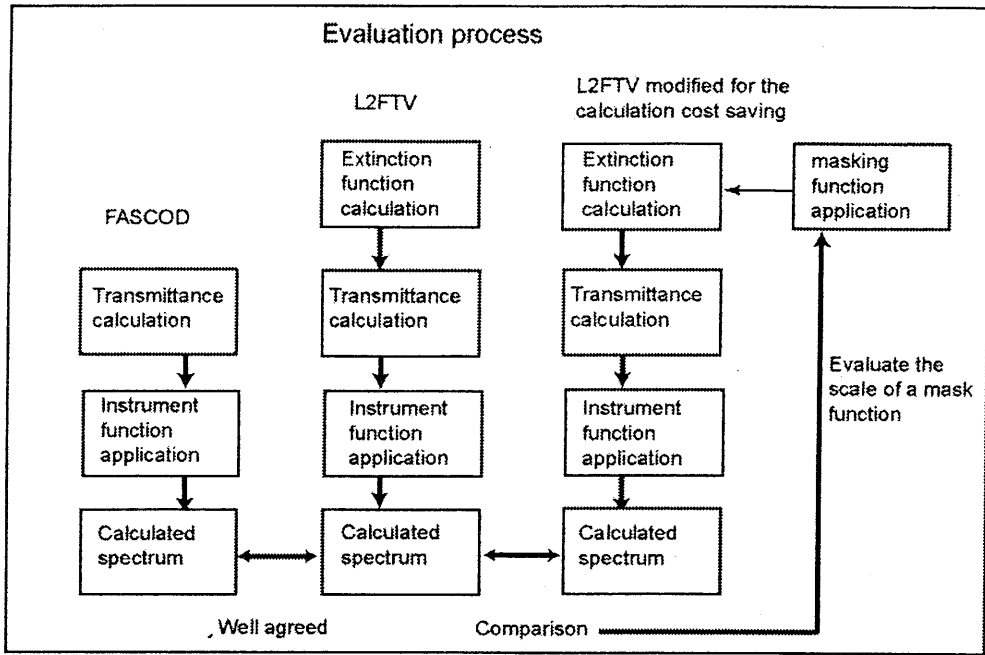 Evaluation process
L2FTV
L2FTV modified for the
calculation cost saving
FASCOD
Extinction
function
calculation
Extinction
function
calculation
masking
function
application
Transmittance
calculation
Transmittance
calculation
Transmittance
calculation
Evaluate the
scale of a mask
function
Instrument
function
application
Instrument
function
application
Instrument
function
application
Calculated
spectrum
Calculated
spectrum
Calculated
spectrum
Well agreed
Comparison